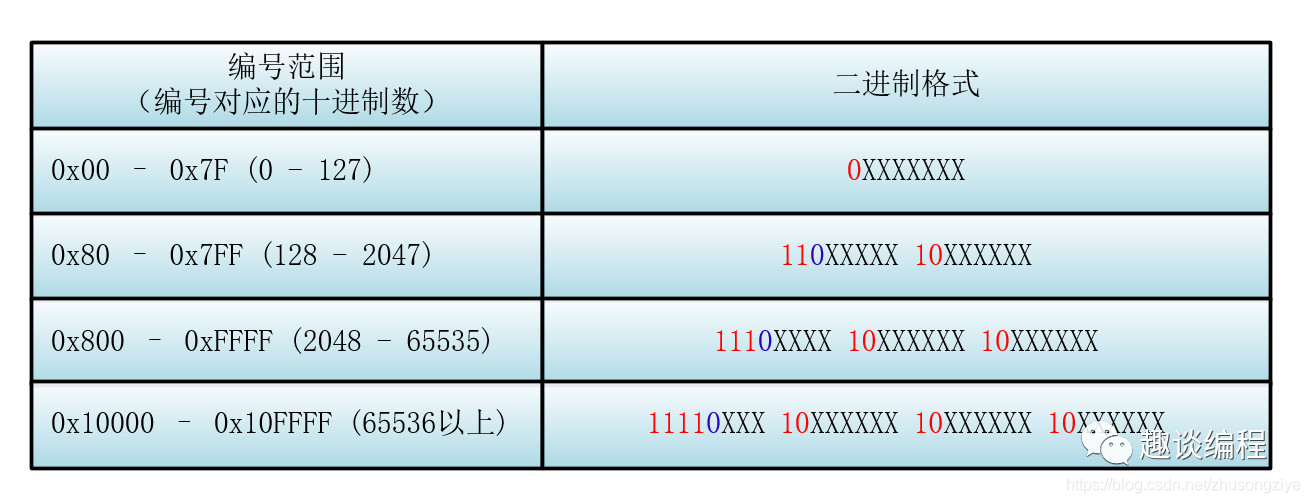 编号范围
（编号对应的十进制数）
二进制格式
0x00 - 0x7F (0 - 127)
0XXXXXXX
0x80 - 0x7FF (128 - 2047)
110XXXXX 10XXXXXX
0x800 - 0xFFFF (2048 - 65535)
1110XXXX 10XXXXXX 10XXXXXX
0x10000 - 0x10FFFF (65536以上)
11110XXX 10XXXXXX 10XXXXXX 10XXXXXX
趣谈编程
https://blog.csdn.net/zhusongziye